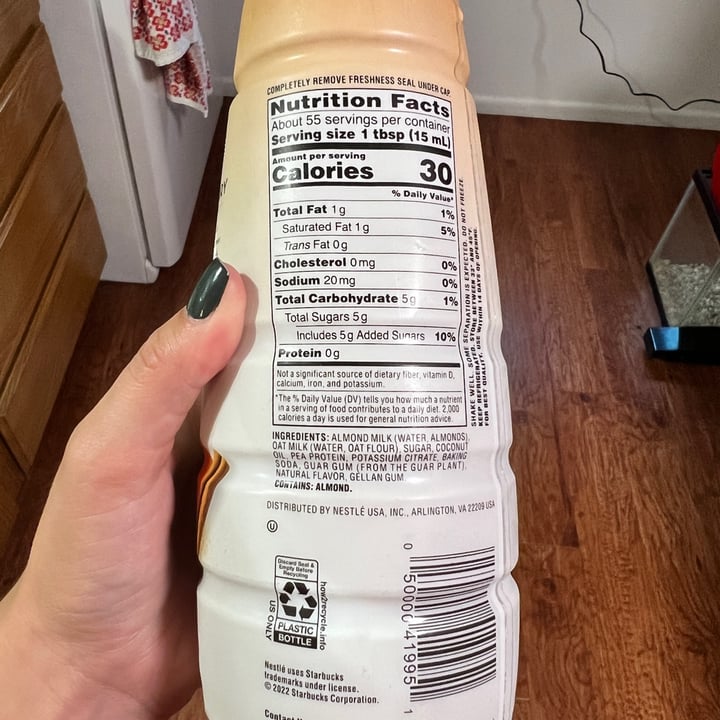 COMPLETELY REMOVE FRESHNESS SEAL UNDER CAP.
Nutrition Facts
About 55 servings per container
Serving size 1 tbsp (15 mL)
Amount per serving
Calories 30
% Daily Value*
Total Fat 1g 1%
Saturated Fat 1g 5%
Trans Fat 0g
Cholesterol 0mg 0%
Sodium 20mg 0%
Total Carbohydrate 5g 1%
Total Sugars 5g
Includes 5g Added Sugars 10%
Protein 0g
Not a significant source of dietary fiber, vitamin D,
calcium, iron, and potassium.
*The % Daily Value (DV) tells you how much a nutrient
in a serving of food contributes to a daily diet. 2,000
calories a day is used for general nutrition advice.
SHAKE WELL. SOME SEPARATION IS EXPECTED. DO NOT FREEZE.
KEEP REFRIGERATED. STORE BETWEEN 33° AND 45°F.
FOR BEST QUALITY, USE WITHIN 14 DAYS OF OPENING.
INGREDIENTS: ALMOND MILK (WATER, ALMONDS),
OAT MILK (WATER, OAT FLOUR), SUGAR, COCONUT
OIL, PEA PROTEIN, POTASSIUM CITRATE, BAKING
SODA, GUAR GUM (FROM THE GUAR PLANT),
NATURAL FLAVOR, GELLAN GUM
CONTAINS: ALMOND.
DISTRIBUTED BY NESTLÉ USA, INC., ARLINGTON, VA 22209 USA
U
Discard Seal &
Empty Before
Recycling
PLASTIC
BOTTLE
US ONLY
how2recycle.info
0 50000 41995 1
Nestlé uses Starbucks
trademarks under license.
© 2022 Starbucks Corporation.